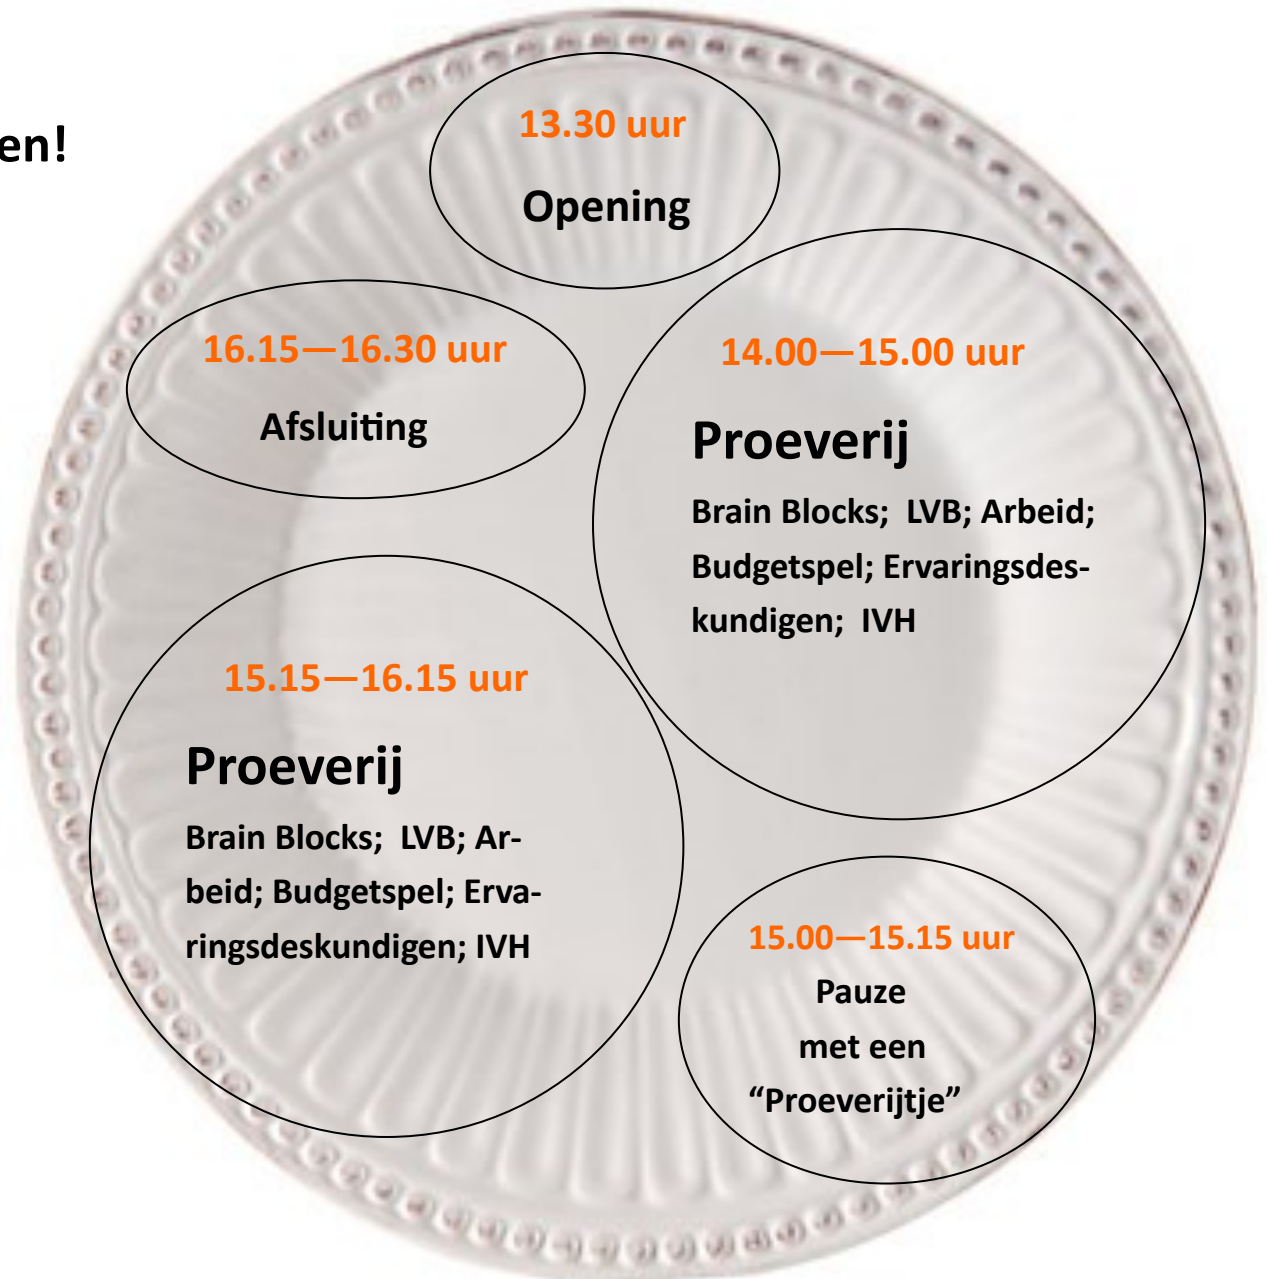 en!
13.30 uur
Opening
16.15—16.30 uur
Afsluiting
14.00—15.00 uur
Proeverij
Brain Blocks;  LVB; Arbeid;
Budgetspel; Ervaringsdes-
kundigen;  IVH
15.15—16.15 uur
Proeverij
Brain Blocks;  LVB; Ar-
beid; Budgetspel; Erva-
ringsdeskundigen; IVH
15.00—15.15 uur
Pauze
met een
“Proeverijtje”